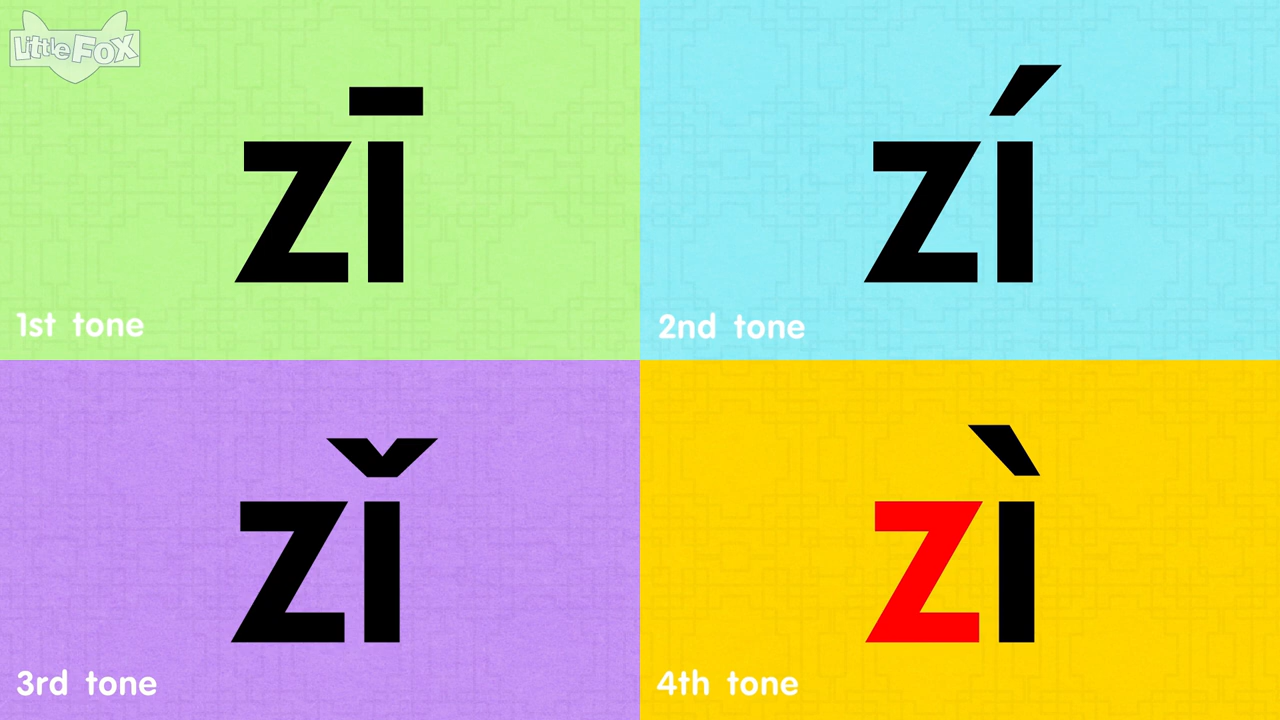 Little Fox
zī
1st tone
zí
2nd tone
zǐ
3rd tone
zì
4th tone